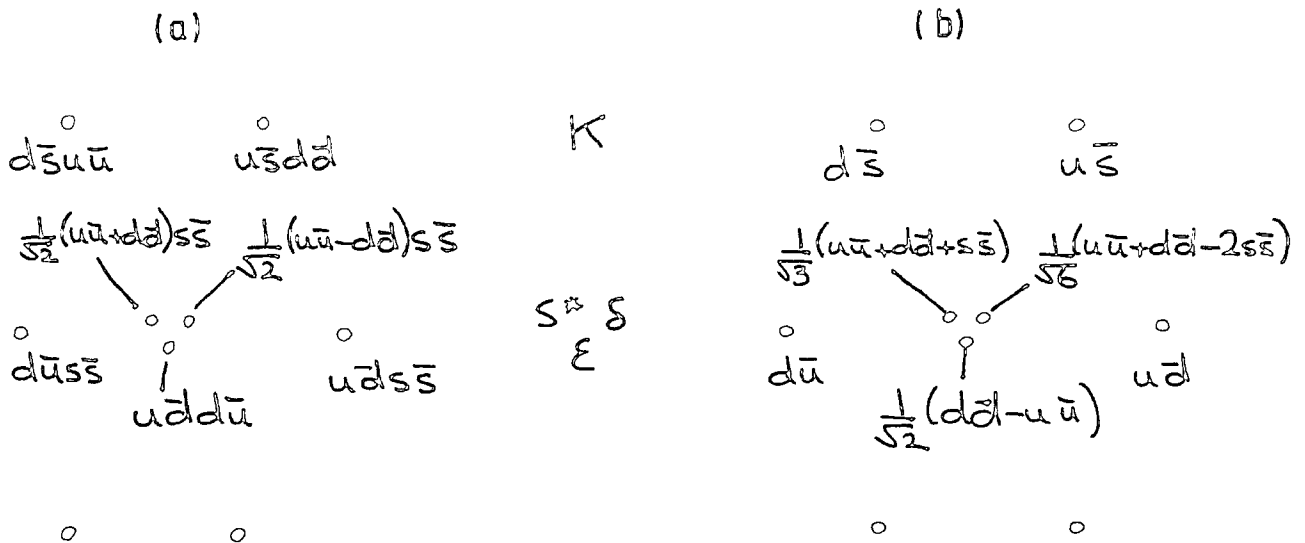 (a) (b)
ds̄uū us̄dd̄ K ds̄ us̄
1/√2(uū+dd̄)ss̄ 1/√2(uū-dd̄)ss̄ 1/√3(uū+dd̄+ss̄) 1/√6(uū+dd̄-2ss̄)
S* δ
ε
dūss̄ ud̄ss̄ dū ud̄
ud̄dū 1/√2(dd̄-uū)